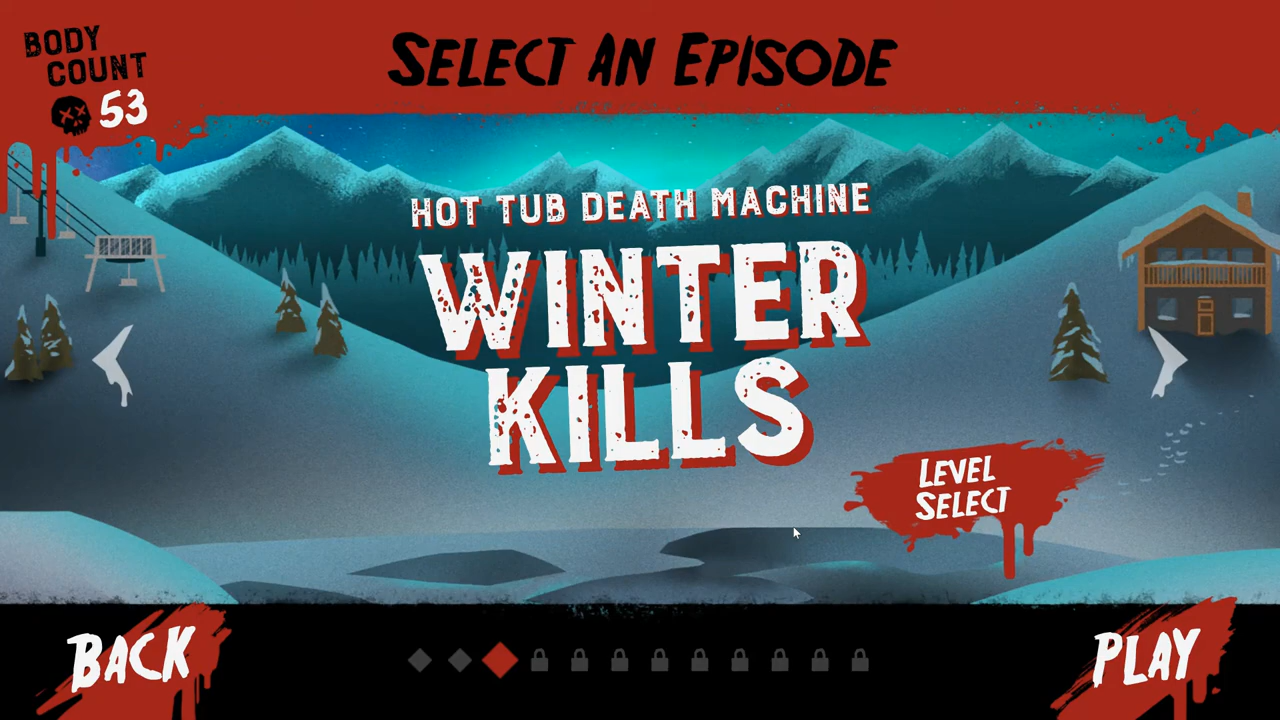 BODY
COUNT
53
SELECT AN EPISODE
HOT TUB DEATH MACHINE
WINTER
KILLS
LEVEL
SELECT
BACK
PLAY